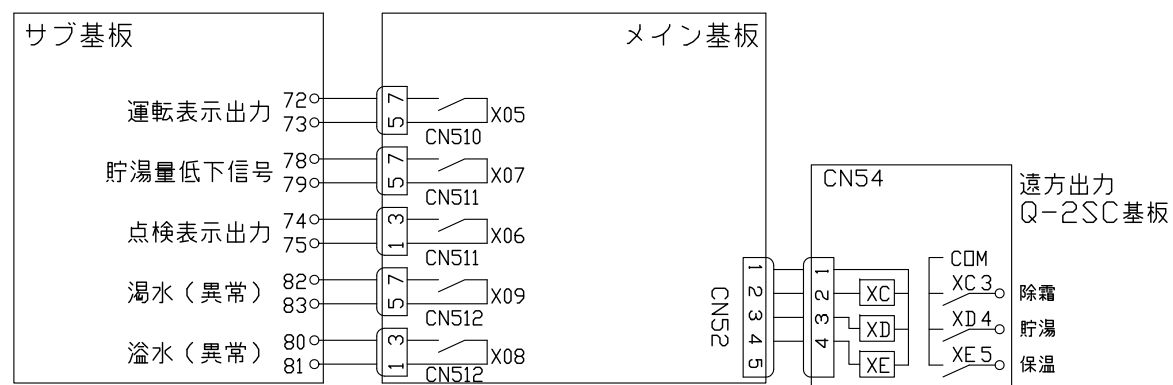 サブ基板
メイン基板
運転表示出力 72 73
7 5
X05
CN510
貯湯量低下信号 78 79
7 5
X07
CN511
点検表示出力 74 75
3 1
X06
CN511
渇水（異常） 82 83
7 5
X09
CN512
溢水（異常） 80 81
3 1
X08
CN512
CN52
1 2 3 4 5
CN54
1 2 3 4
XC
XD
XE
COM
XC 3 除霜
XD 4 貯湯
XE 5 保温
遠方出力
Q-2SC基板